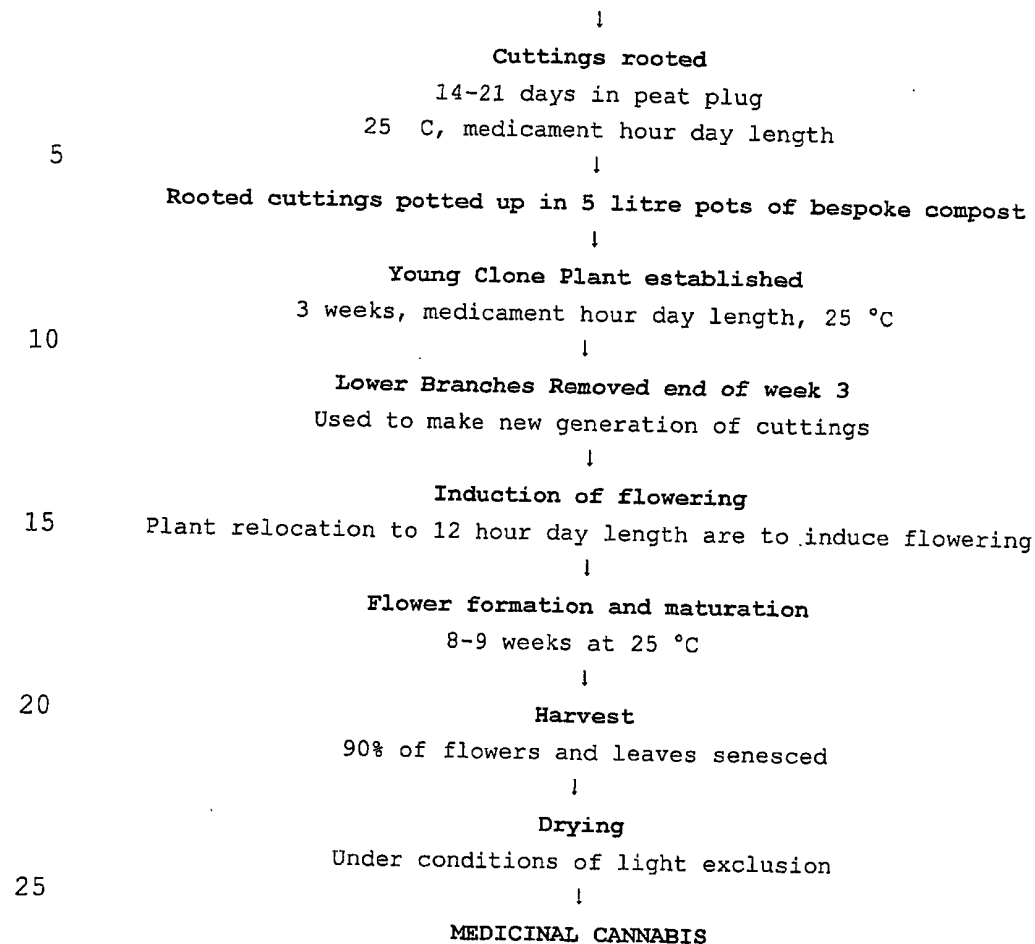 ↓
Cuttings rooted
14-21 days in peat plug
25 C, medicament hour day length
5
↓
Rooted cuttings potted up in 5 litre pots of bespoke compost
↓
Young Clone Plant established
3 weeks, medicament hour day length, 25 °C
10
↓
Lower Branches Removed end of week 3
Used to make new generation of cuttings
↓
Induction of flowering
15 Plant relocation to 12 hour day length are to induce flowering
↓
Flower formation and maturation
8-9 weeks at 25 °C
↓
20
Harvest
90% of flowers and leaves senesced
↓
Drying
Under conditions of light exclusion
25
↓
MEDICINAL CANNABIS